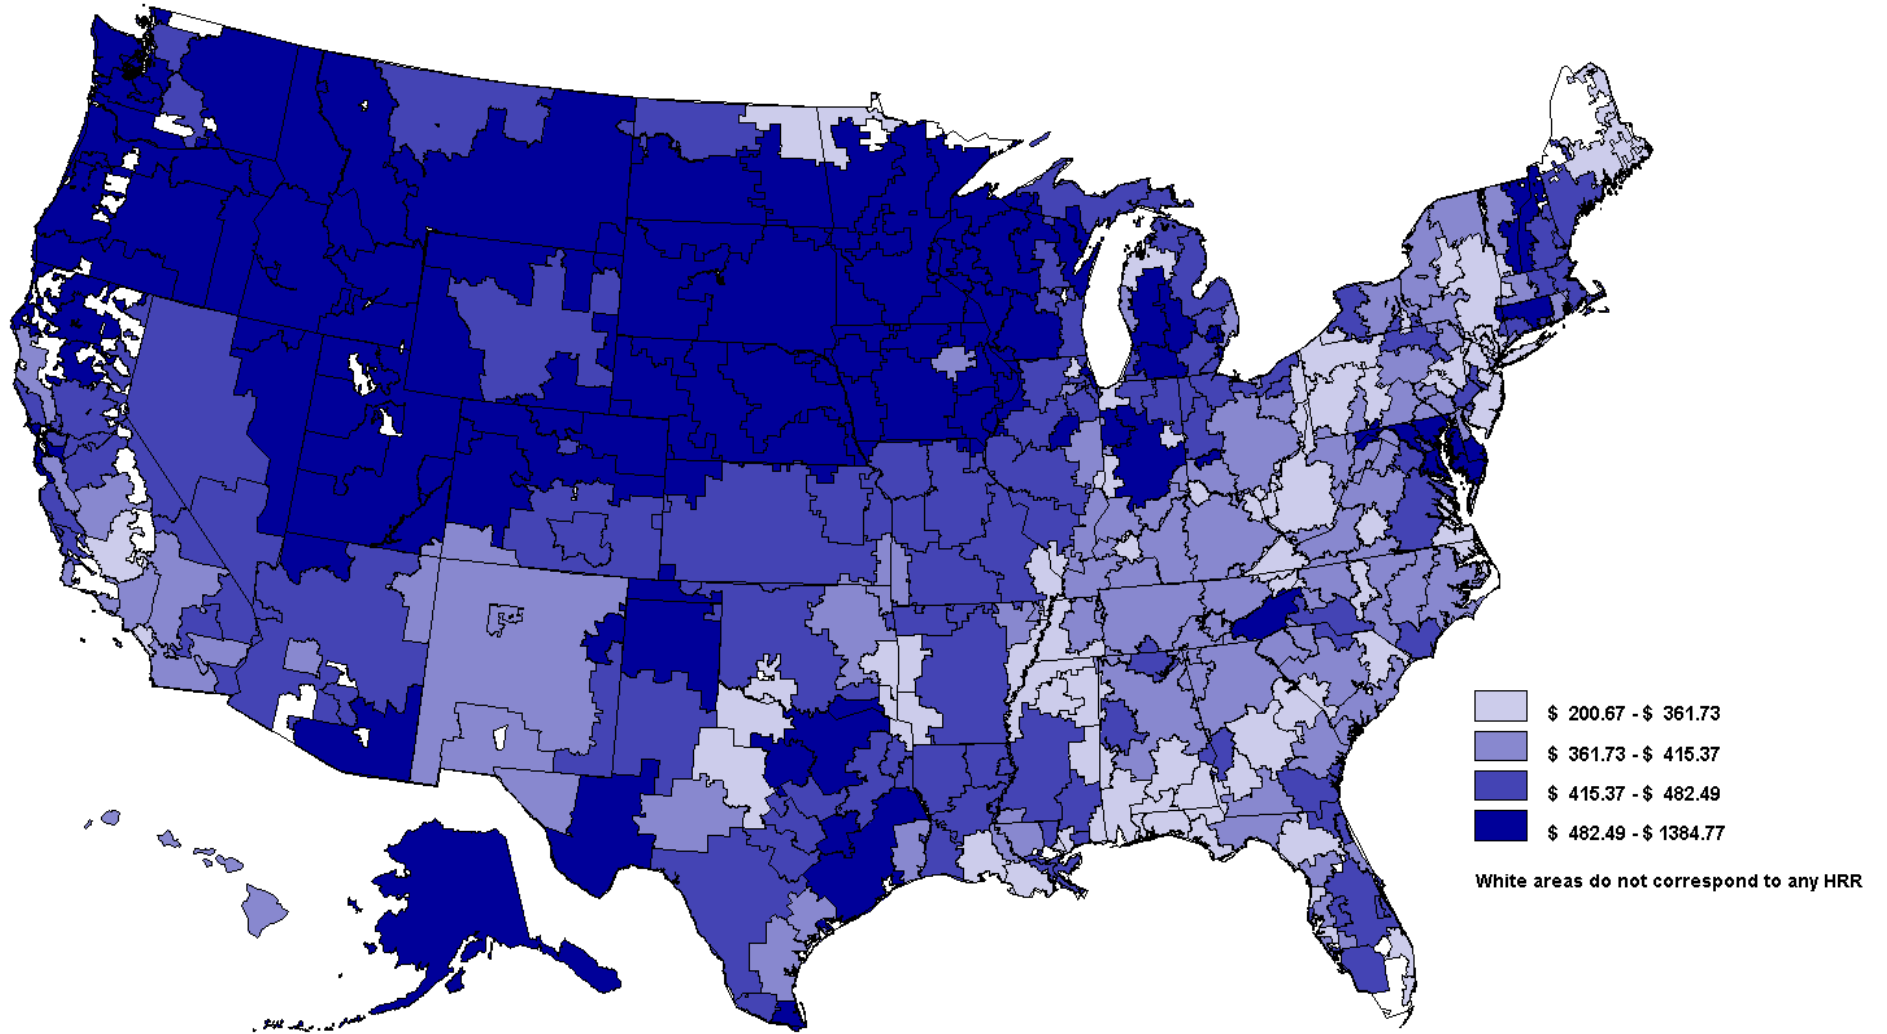 $ 200.67 - $ 361.73
$ 361.73 - $ 415.37
$ 415.37 - $ 482.49
$ 482.49 - $ 1384.77
White areas do not correspond to any HRR